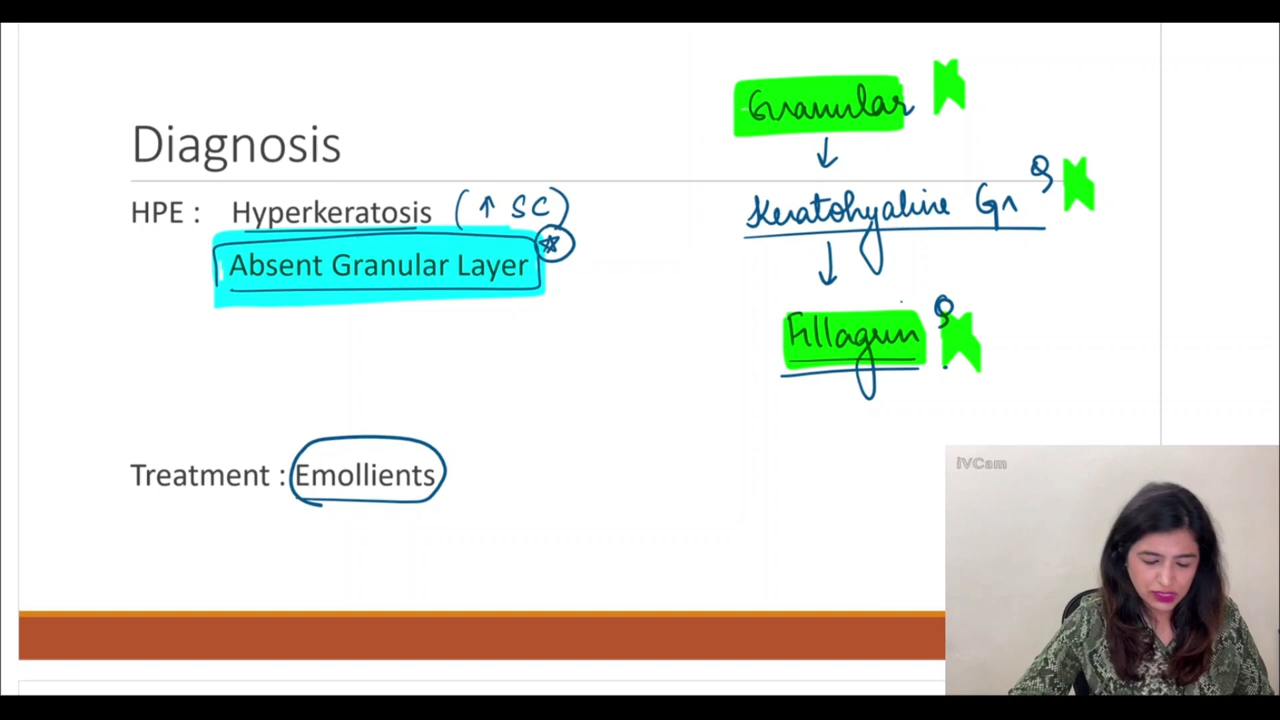 Granular
Diagnosis
Keratohyaline Gr Q
HPE : Hyperkeratosis (↑ SC)
Absent Granular Layer
Fillagrin Q
Treatment : Emollients
iVCam